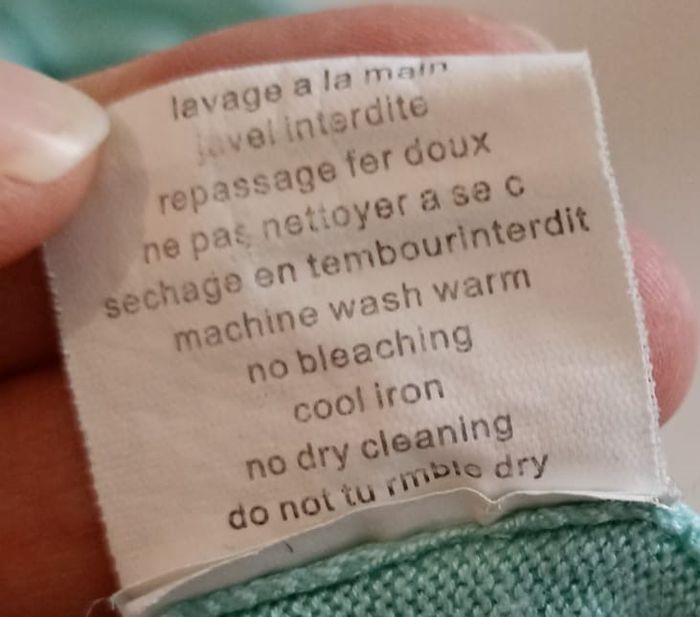 lavage a la main
javel interdite
repassage fer doux
ne pas nettoyer a se c
sechage en tembourinterdit
machine wash warm
no bleaching
cool iron
no dry cleaning
do not tu rmble dry